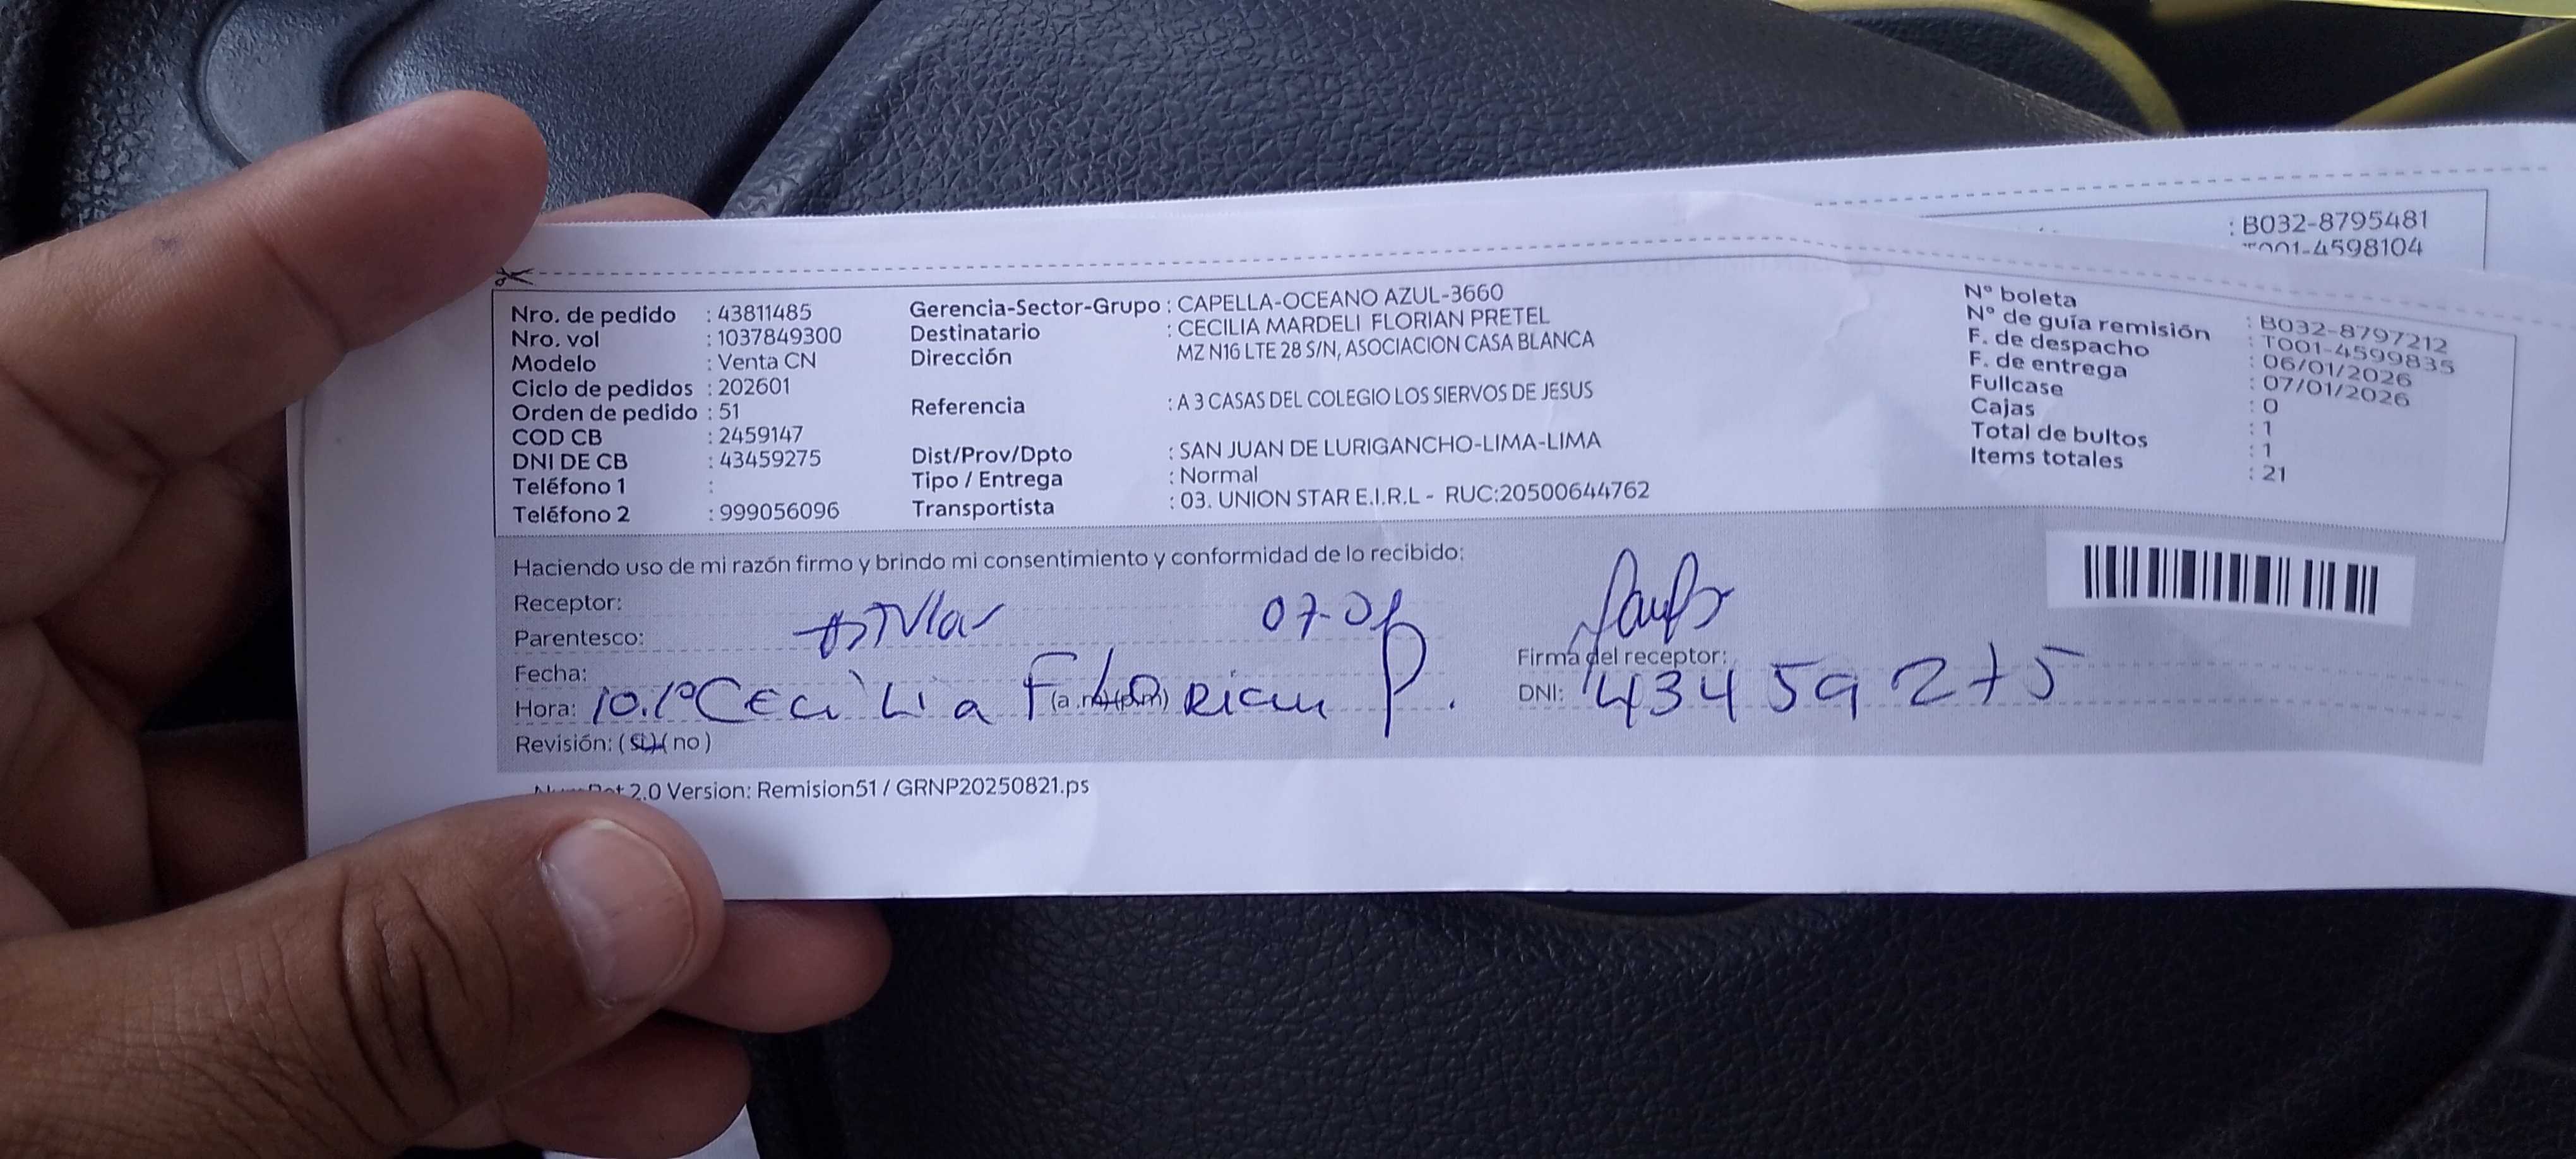 : B032-8795481
T001-4598104
Nro. de pedido : 43811485
Nro. vol : 1037849300
Modelo : Venta CN
Ciclo de pedidos : 202601
Orden de pedido : 51
COD CB : 2459147
DNI DE CB : 43459275
Teléfono 1 :
Teléfono 2 : 999056096
Gerencia-Sector-Grupo : CAPELLA-OCEANO AZUL-3660
Destinatario : CECILIA MARDELI FLORIAN PRETEL
Dirección MZ N16 LTE 28 S/N, ASOCIACION CASA BLANCA
Referencia : A 3 CASAS DEL COLEGIO LOS SIERVOS DE JESUS
Dist/Prov/Dpto : SAN JUAN DE LURIGANCHO-LIMA-LIMA
Tipo / Entrega : Normal
Transportista : 03. UNION STAR E.I.R.L - RUC:20500644762
N° boleta : B032-8797212
N° de guía remisión : T001-4599835
F. de despacho : 06/01/2026
F. de entrega : 07/01/2026
Fullcase : 0
Cajas : 1
Total de bultos : 1
Items totales : 21
Haciendo uso de mi razón firmo y brindo mi consentimiento y conformidad de lo recibido:
Receptor:
Parentesco:
07-01
Fecha:
Hora: 10.10 Cecilia Florian P.
Revisión: (si) (no)
Firma del receptor:
DNI: 43459275
2.0 Version: Remision51 / GRNP20250821.ps